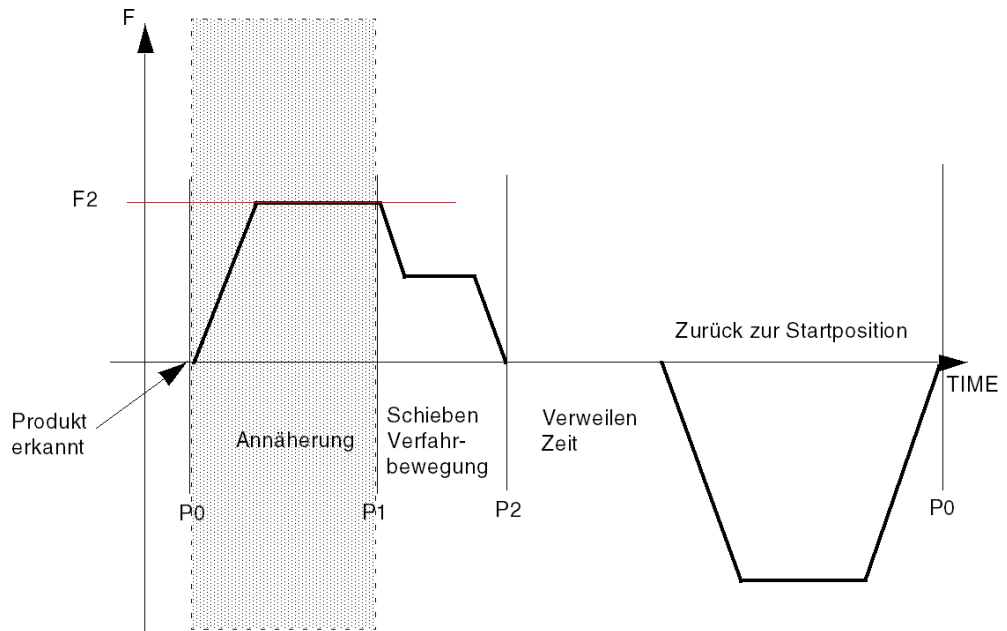 F
F2
Zurück zur Startposition
TIME
Produkt
erkannt
Annäherung
Schieben
Verfahr-
bewegung
Verweilen
Zeit
P0
P1
P2
P0